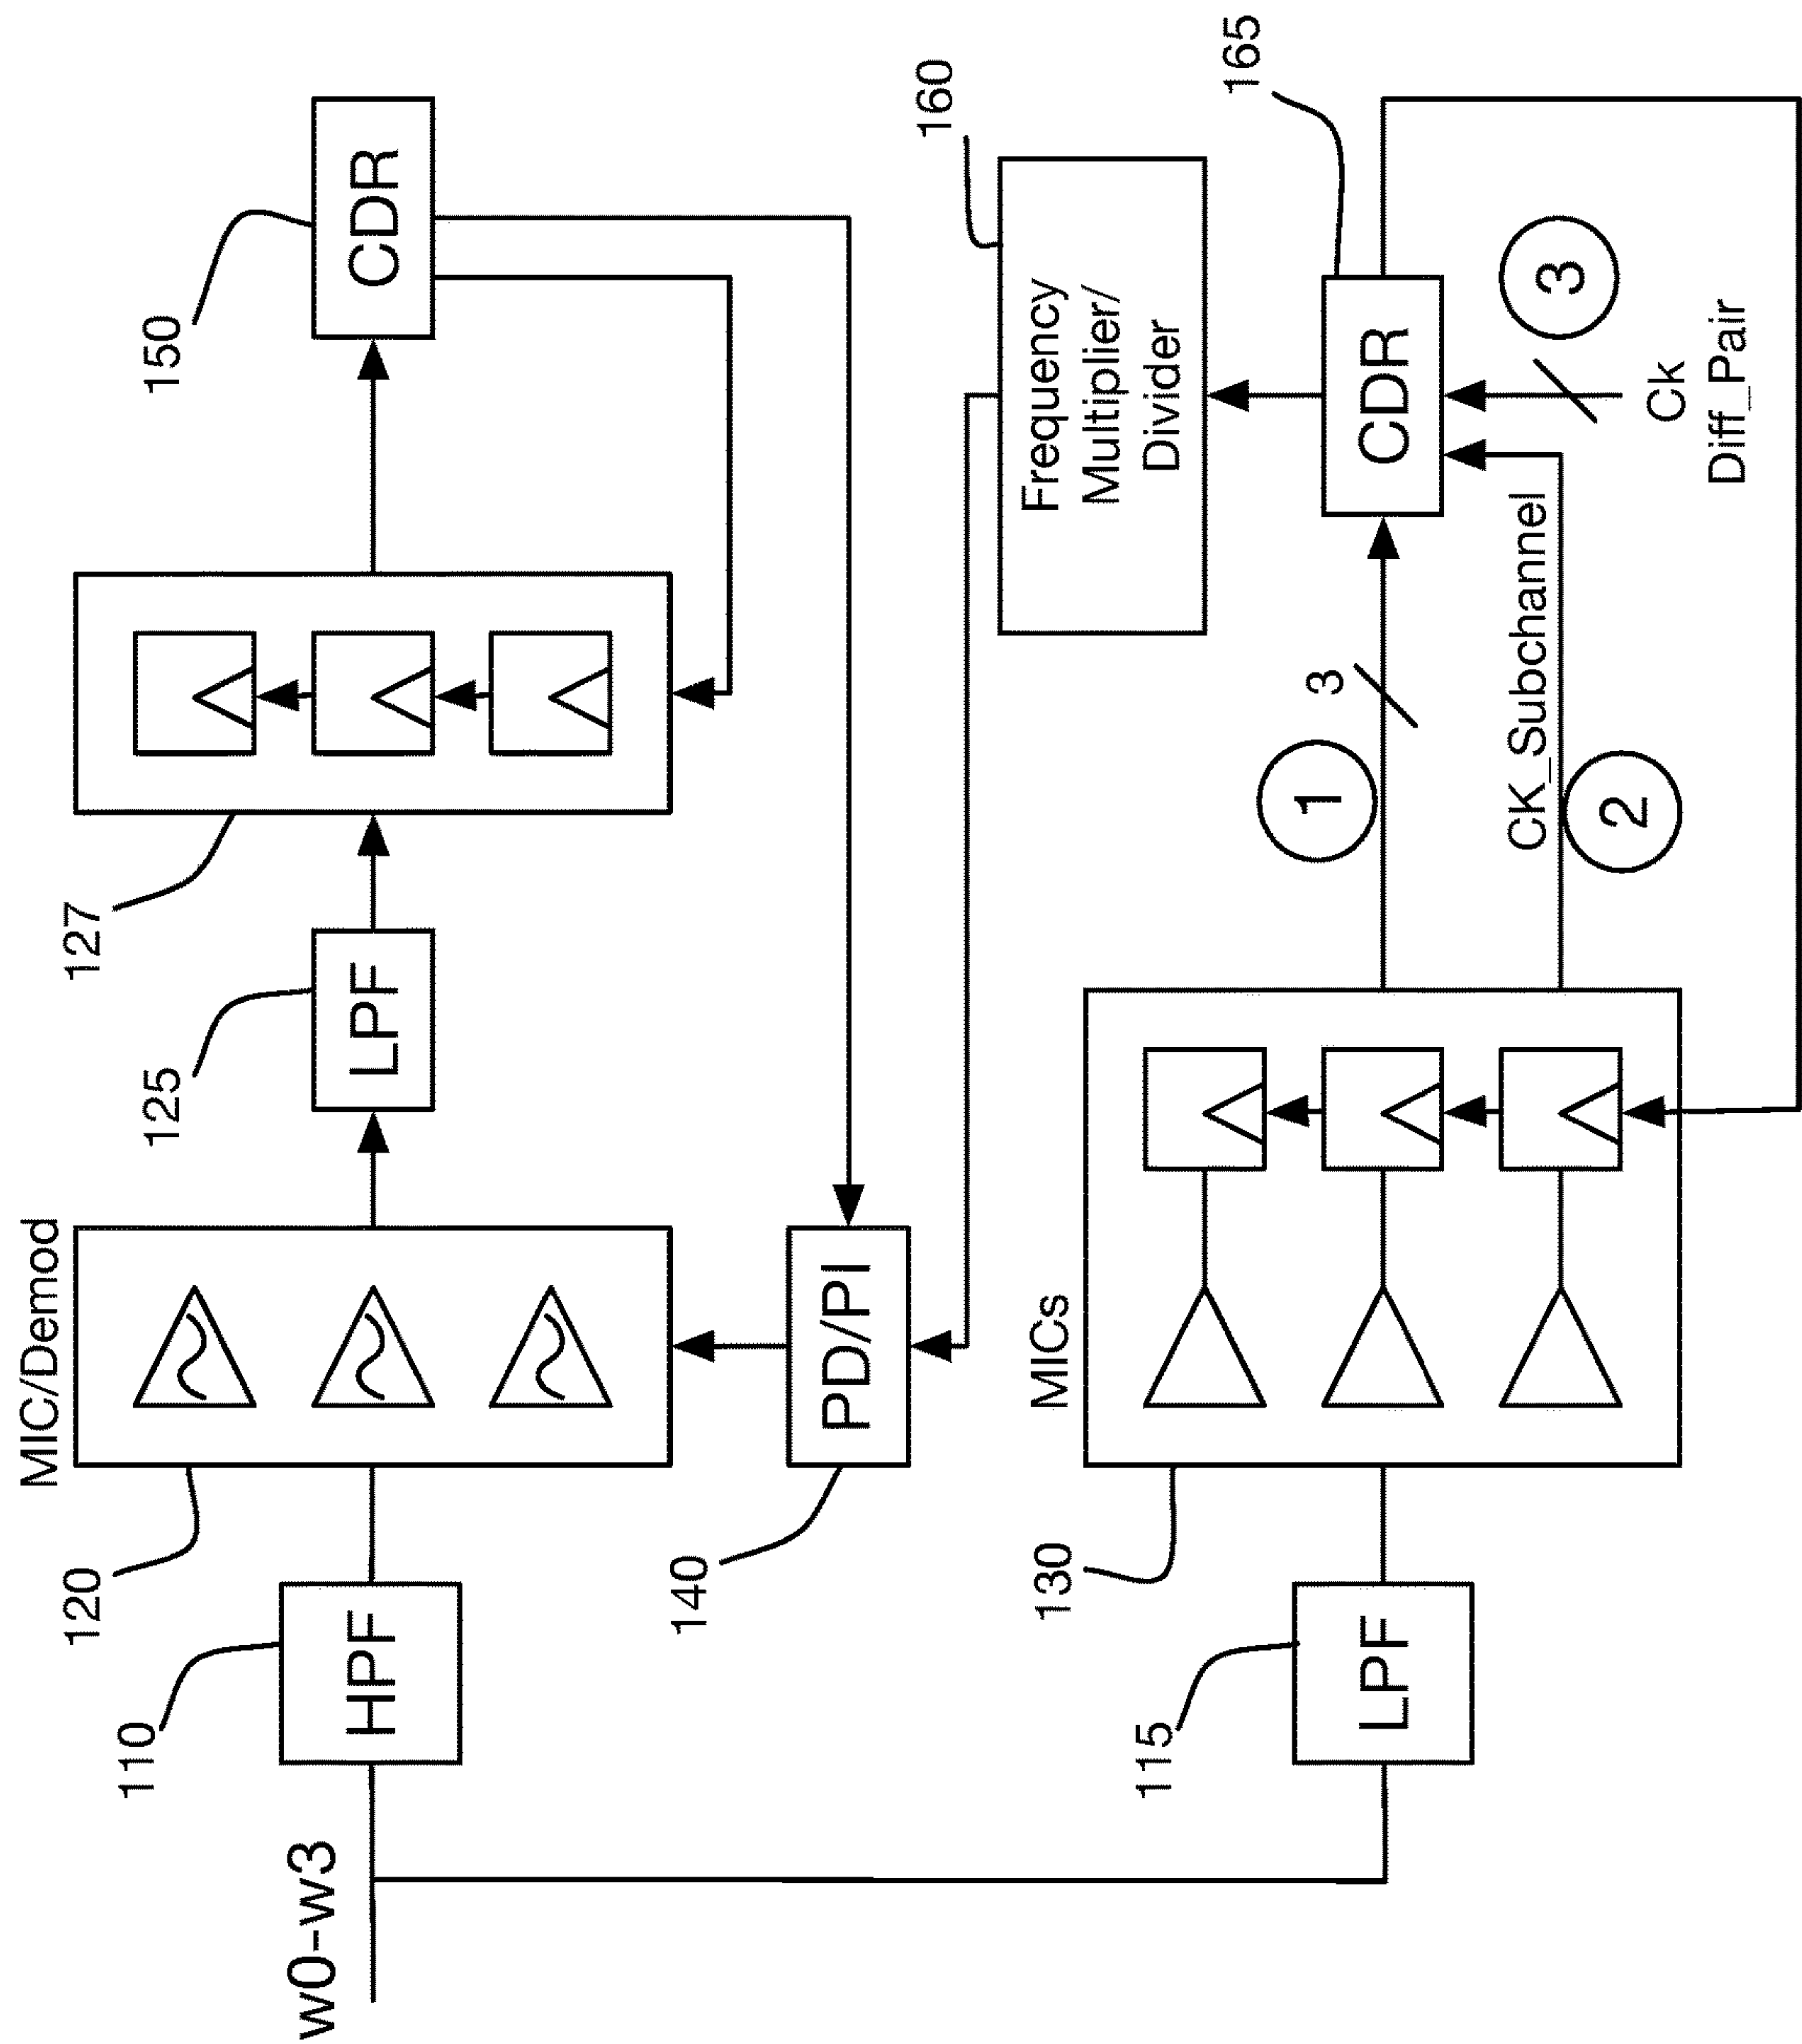 w0-w3
110
HPF
120
MIC/Demod
125
LPF
127
150
CDR
140
PD/PI
160
Frequency
Multiplier/
Divider
115
LPF
130
MICs
1
3
CK_Subchannel
2
165
CDR
3
Ck
Diff_Pair